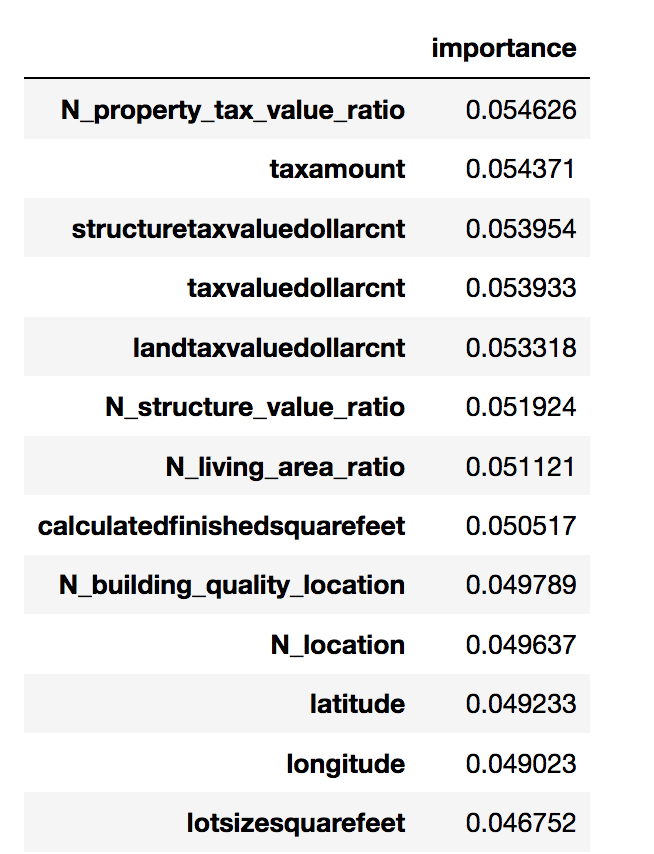 importance
N_property_tax_value_ratio 0.054626
taxamount 0.054371
structuretaxvaluedollarcnt 0.053954
taxvaluedollarcnt 0.053933
landtaxvaluedollarcnt 0.053318
N_structure_value_ratio 0.051924
N_living_area_ratio 0.051121
calculatedfinishedsquarefeet 0.050517
N_building_quality_location 0.049789
N_location 0.049637
latitude 0.049233
longitude 0.049023
lotsizesquarefeet 0.046752